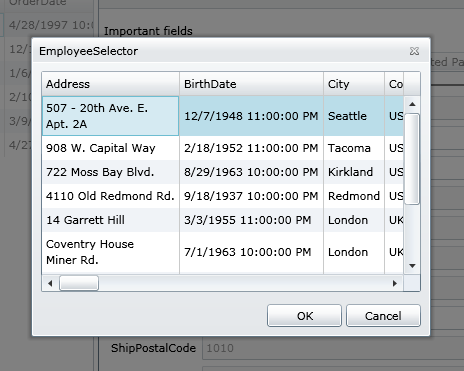 OrderDate
4/28/1997 10:0
Important fields
EmployeeSelector
Address BirthDate City Co
507 - 20th Ave. E.
Apt. 2A
12/7/1948 11:00:00 PM Seattle US
908 W. Capital Way 2/18/1952 11:00:00 PM Tacoma US
722 Moss Bay Blvd. 8/29/1963 10:00:00 PM Kirkland US
4110 Old Redmond Rd. 9/18/1937 10:00:00 PM Redmond US
14 Garrett Hill 3/3/1955 11:00:00 PM London UK
Coventry House
Miner Rd.
7/1/1963 10:00:00 PM London UK
OK Cancel
12/
1/6/
2/10
3/9/
4/27
ted Pa
ShipPostalCode 1010